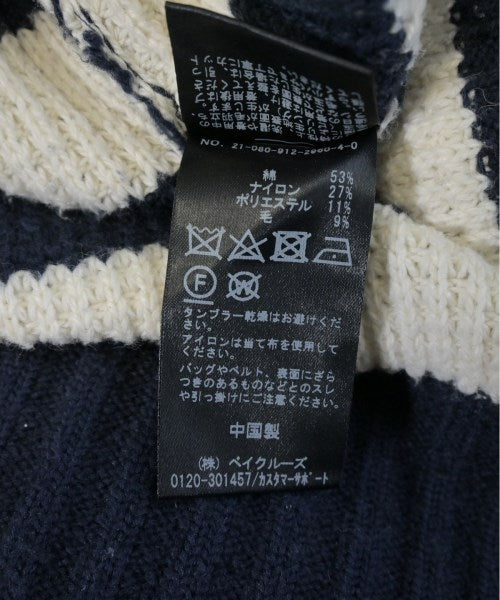 NO. 21-080-912-2960-4-0
綿 53%
ナイロン 27%
ポリエステル 11%
毛 9%
F W
タンブラー乾燥はお避けくだ
さい。
アイロンは当て布を使用して
ください。
バッグやベルト、裏面にざら
つきのあるものなどとのスレ
や引っ掛けにご注意ください。
中国製
(株) ベイクルーズ
0120-301457/カスタマーサポート